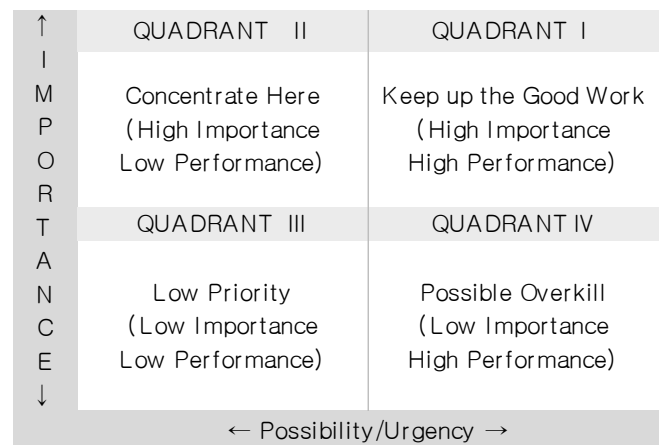 ↑
I
M
P
O
R
T
A
N
C
E
↓
QUADRANT II
Concentrate Here
(High Importance
Low Performance)
QUADRANT I
Keep up the Good Work
(High Importance
High Performance)
QUADRANT III
Low Priority
(Low Importance
Low Performance)
QUADRANT IV
Possible Overkill
(Low Importance
High Performance)
← Possibility/Urgency →